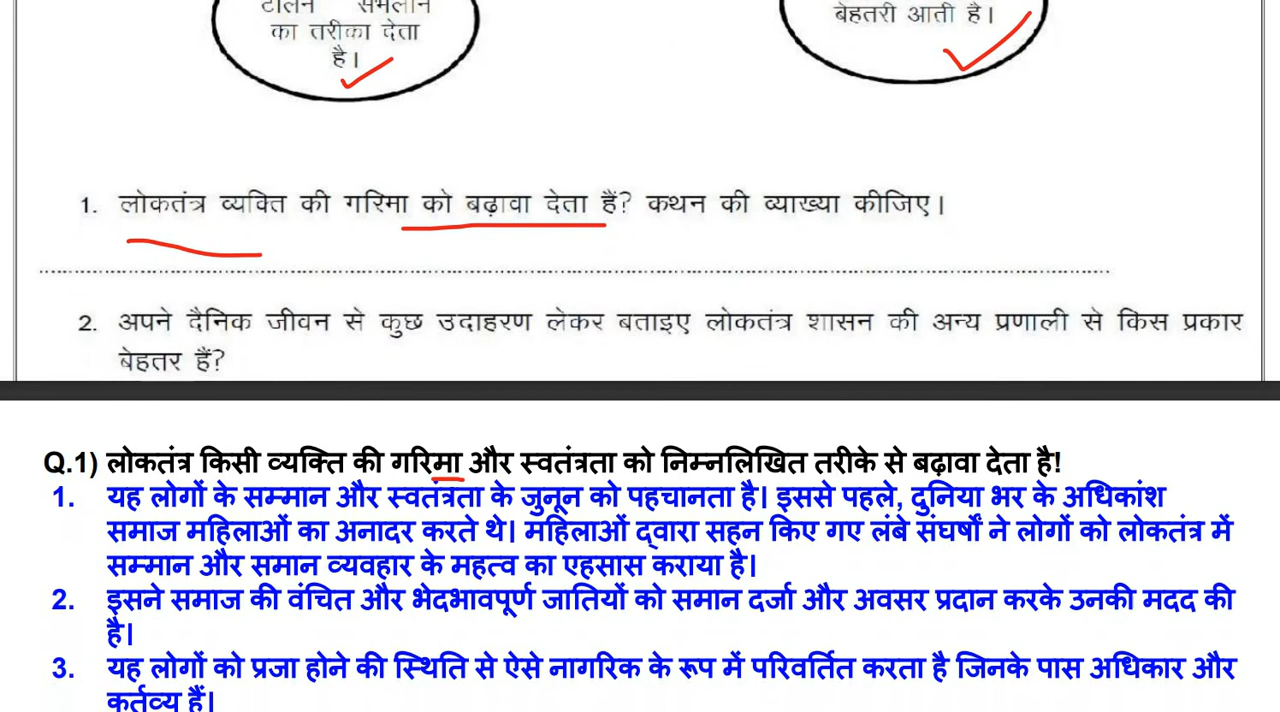 टालने संभालने
का तरीका देता
है।
बेहतरी आती है।
1. लोकतंत्र व्यक्ति की गरिमा को बढ़ावा देता हैं? कथन की व्याख्या कीजिए।
2. अपने दैनिक जीवन से कुछ उदाहरण लेकर बताइए लोकतंत्र शासन की अन्य प्रणाली से किस प्रकार
बेहतर हैं?
Q.1) लोकतंत्र किसी व्यक्ति की गरिमा और स्वतंत्रता को निम्नलिखित तरीके से बढ़ावा देता है!
1. यह लोगों के सम्मान और स्वतंत्रता के जुनून को पहचानता है। इससे पहले, दुनिया भर के अधिकांश
समाज महिलाओं का अनादर करते थे। महिलाओं द्वारा सहन किए गए लंबे संघर्षों ने लोगों को लोकतंत्र में
सम्मान और समान व्यवहार के महत्व का एहसास कराया है।
2. इसने समाज की वंचित और भेदभावपूर्ण जातियों को समान दर्जा और अवसर प्रदान करके उनकी मदद की
है।
3. यह लोगों को प्रजा होने की स्थिति से ऐसे नागरिक के रूप में परिवर्तित करता है जिनके पास अधिकार और
कर्तव्य हैं।